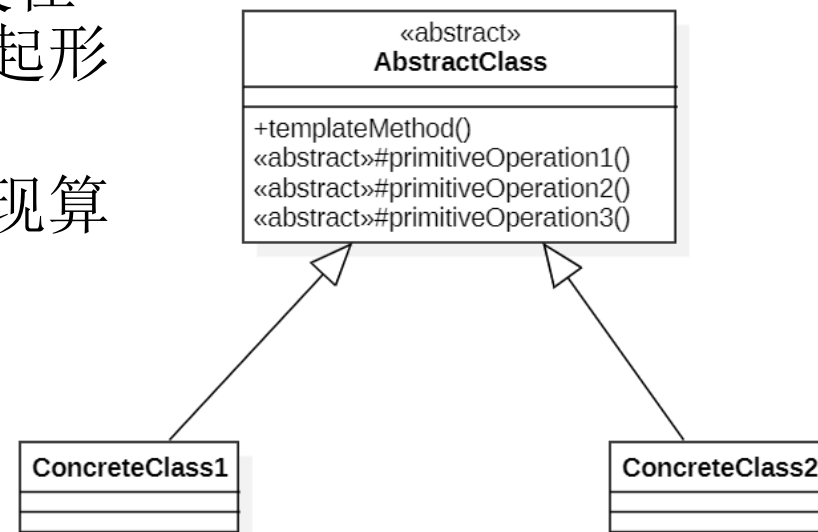 起形
现算
«abstract»
AbstractClass
+templateMethod()
«abstract»#primitiveOperation1()
«abstract»#primitiveOperation2()
«abstract»#primitiveOperation3()
ConcreteClass1
ConcreteClass2